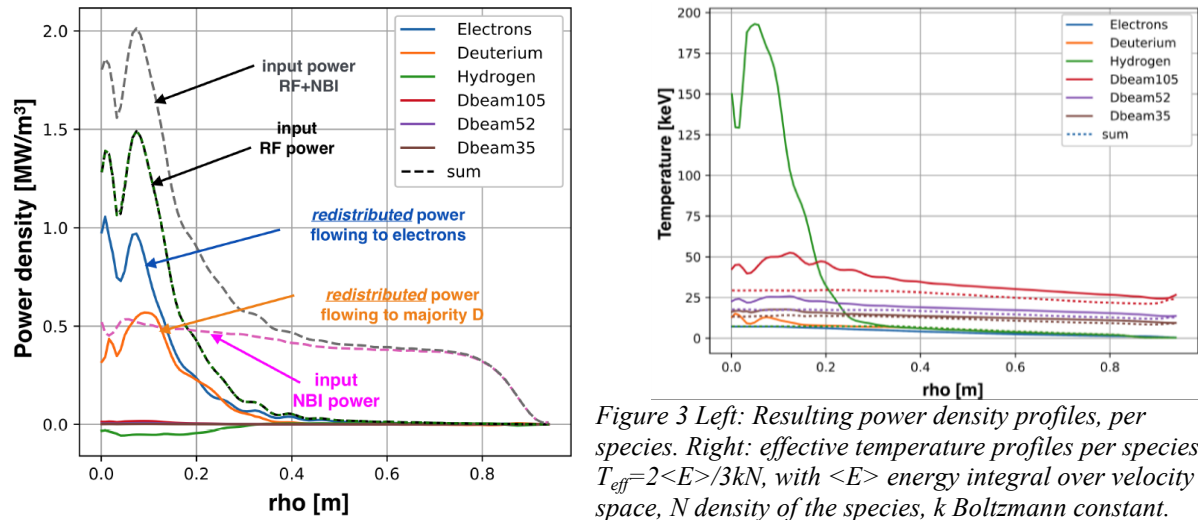 2.0
1.5
1.0
0.5
0.0
Power density [MW/m³]
0.0 0.2 0.4 0.6 0.8
rho [m]
Electrons
Deuterium
Hydrogen
Dbeam105
Dbeam52
Dbeam35
sum
input power
RF+NBI
input
RF power
redistributed power
flowing to electrons
redistributed power
flowing to majority D
input
NBI power
200
175
150
125
100
75
50
25
0
Temperature [keV]
0.0 0.2 0.4 0.6 0.8
rho [m]
Electrons
Deuterium
Hydrogen
Dbeam105
Dbeam52
Dbeam35
sum
Figure 3 Left: Resulting power density profiles, per
species. Right: effective temperature profiles per species
T_eff=2<E>/3kN, with <E> energy integral over velocity
space, N density of the species, k Boltzmann constant.